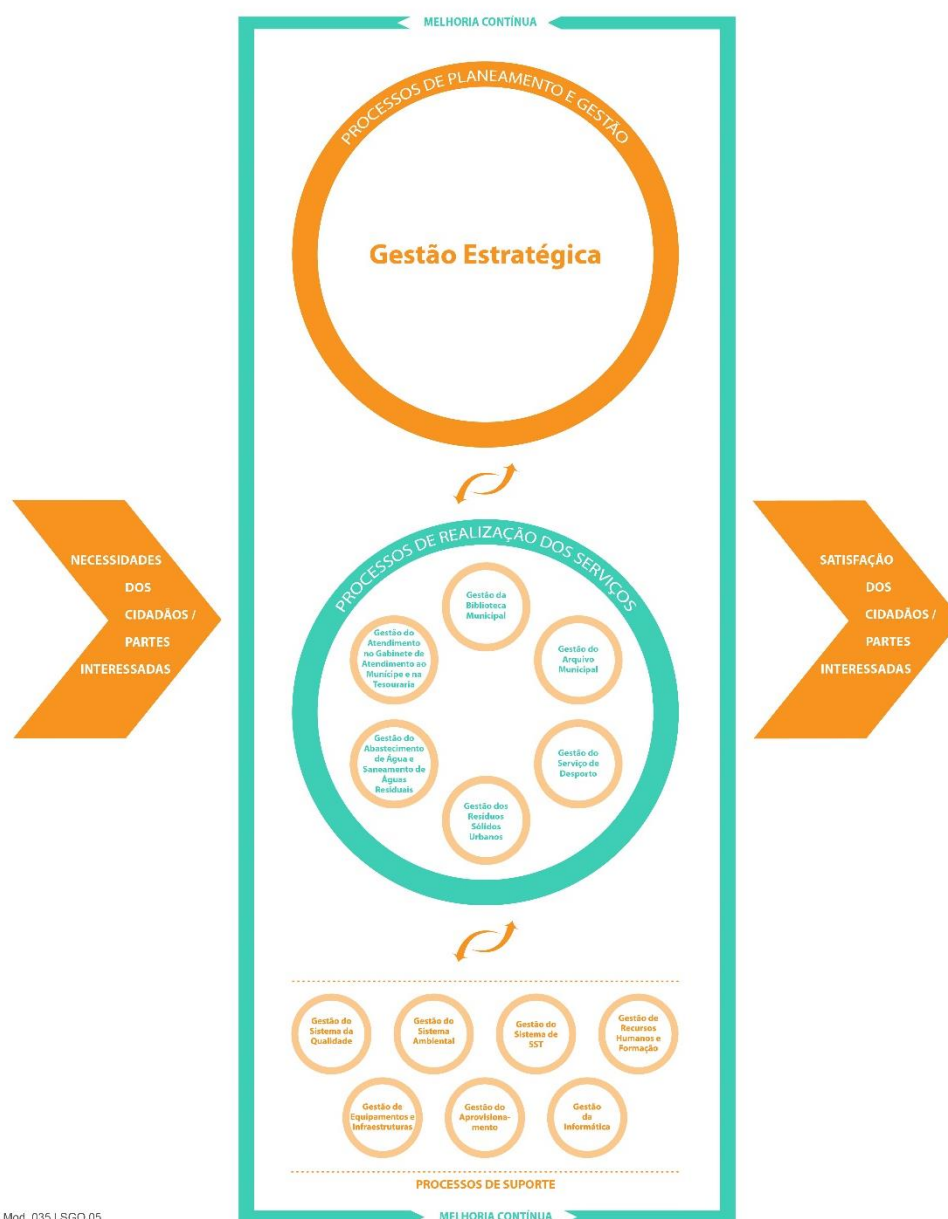 MELHORIA CONTÍNUA
PROCESSOS DE PLANEAMENTO E GESTÃO
Gestão Estratégica
NECESSIDADES
DOS
CIDADÃOS /
PARTES
INTERESSADAS
PROCESSOS DE REALIZAÇÃO DOS SERVIÇOS
Gestão da
Biblioteca
Municipal
Gestão do
Atendimento
no Gabinete de
Atendimento ao
Munícipe e na
Tesouraria
Gestão do
Arquivo
Municipal
Gestão do
Abastecimento
de Água e
Saneamento de
Águas
Residuais
Gestão do
Serviço de
Desporto
Gestão dos
Resíduos
Sólidos
Urbanos
SATISFAÇÃO
DOS
CIDADÃOS /
PARTES
INTERESSADAS
Gestão do
Sistema da
Qualidade
Gestão do
Sistema
Ambiental
Gestão do
Sistema de
SST
Gestão de
Recursos
Humanos e
Formação
Gestão de
Equipamentos e
Infraestruturas
Gestão do
Aprovisiona-
mento
Gestão
da
Informática
PROCESSOS DE SUPORTE
MELHORIA CONTÍNUA
Mod. 035 | SGQ.05